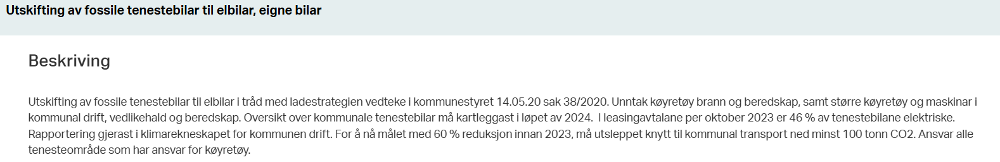 Utskifting av fossile tenestebilar til elbilar, eigne bilar
Beskriving
Utskifting av fossile tenestebilar til elbilar i tråd med ladestrategien vedteke i kommunestyret 14.05.20 sak 38/2020. Unntak køyretøy brann og beredskap, samt større køyretøy og maskinar i
kommunal drift, vedlikehald og beredskap. Oversikt over kommunale tenestebilar må kartleggast i løpet av 2024.  I leasingavtalane per oktober 2023 er 46 % av tenestebilane elektriske.
Rapportering gjerast i klimarekneskapet for kommunen drift. For å nå målet med 60 % reduksjon innan 2023, må utsleppet knytt til kommunal transport ned minst 100 tonn CO2. Ansvar alle
tenesteområde som har ansvar for køyretøy.